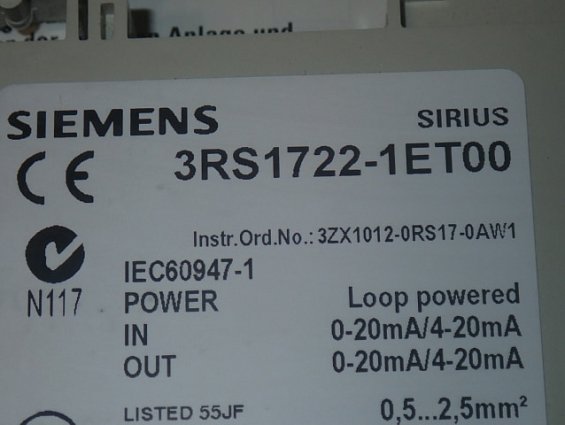 n Anlage und
SIEMENS SIRIUS
CE 3RS1722-1ET00
Instr.Ord.No.: 3ZX1012-0RS17-0AW1
IEC60947-1
N117 POWER Loop powered
IN 0-20mA/4-20mA
OUT 0-20mA/4-20mA
LISTED 55JF 0,5...2,5mm²